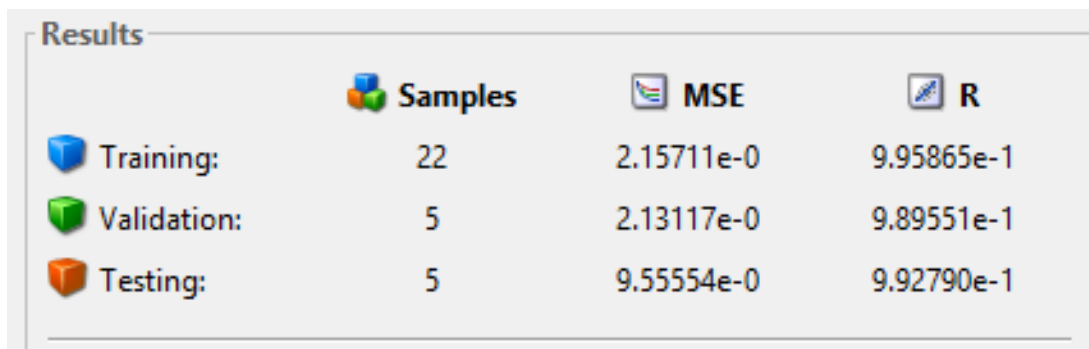 Results
Samples MSE R
Training: 22 2.15711e-0 9.95865e-1
Validation: 5 2.13117e-0 9.89551e-1
Testing: 5 9.55554e-0 9.92790e-1